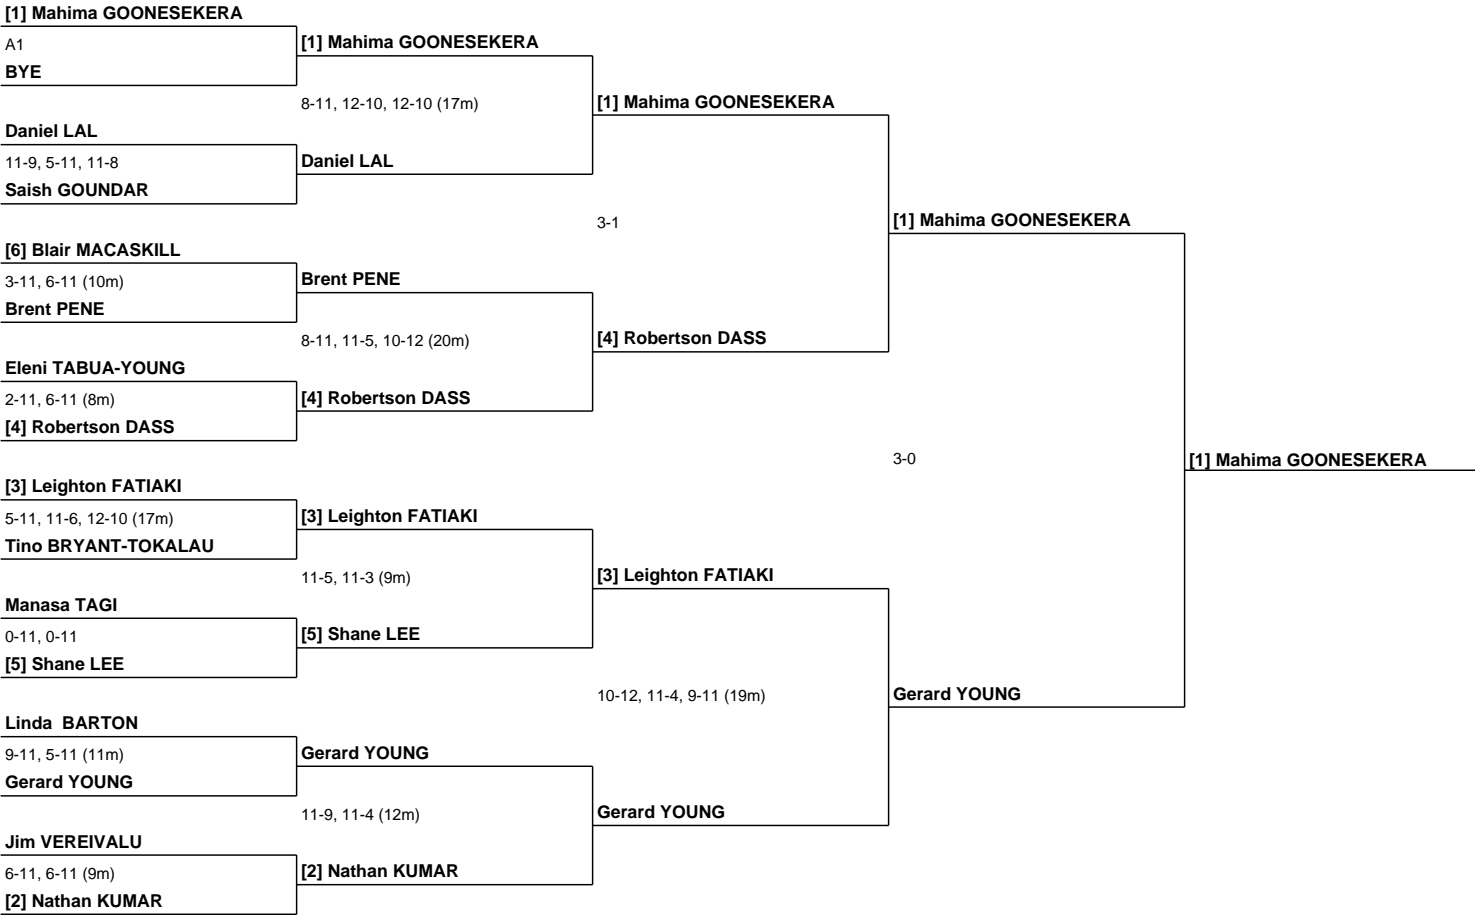 [1] Mahima GOONESEKERA
A1
BYE
Daniel LAL
11-9, 5-11, 11-8
Saish GOUNDAR
[6] Blair MACASKILL
3-11, 6-11 (10m)
Brent PENE
Eleni TABUA-YOUNG
2-11, 6-11 (8m)
[4] Robertson DASS
[3] Leighton FATIAKI
5-11, 11-6, 12-10 (17m)
Tino BRYANT-TOKALAU
Manasa TAGI
0-11, 0-11
[5] Shane LEE
Linda BARTON
9-11, 5-11 (11m)
Gerard YOUNG
Jim VEREIVALU
6-11, 6-11 (9m)
[2] Nathan KUMAR
[1] Mahima GOONESEKERA
8-11, 12-10, 12-10 (17m)
Daniel LAL
Brent PENE
8-11, 11-5, 10-12 (20m)
[4] Robertson DASS
[3] Leighton FATIAKI
11-5, 11-3 (9m)
[5] Shane LEE
Gerard YOUNG
11-9, 11-4 (12m)
[2] Nathan KUMAR
[1] Mahima GOONESEKERA
3-1
[4] Robertson DASS
[3] Leighton FATIAKI
10-12, 11-4, 9-11 (19m)
Gerard YOUNG
[1] Mahima GOONESEKERA
3-0
Gerard YOUNG
[1] Mahima GOONESEKERA